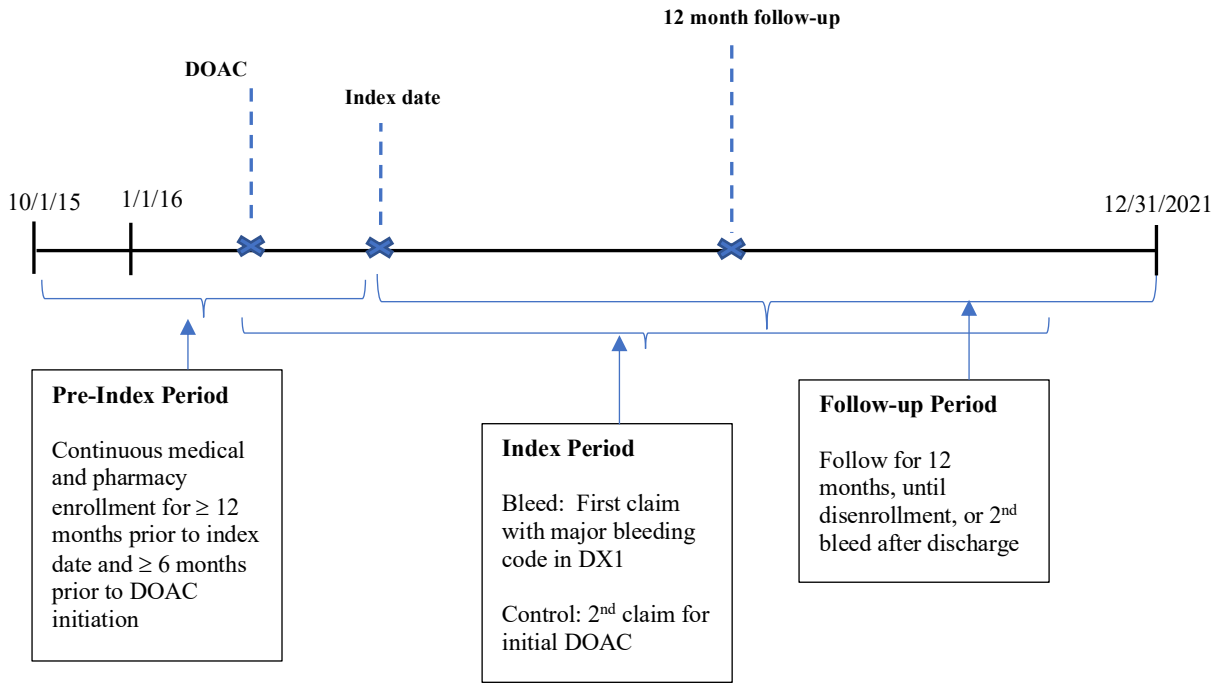 12 month follow-up
DOAC
Index date
10/1/15
1/1/16
12/31/2021
Pre-Index Period
Continuous medical
and pharmacy
enrollment for ≥ 12
months prior to index
date and ≥ 6 months
prior to DOAC
initiation
Index Period
Bleed: First claim
with major bleeding
code in DX1
Control: 2nd claim for
initial DOAC
Follow-up Period
Follow for 12
months, until
disenrollment, or 2nd
bleed after discharge